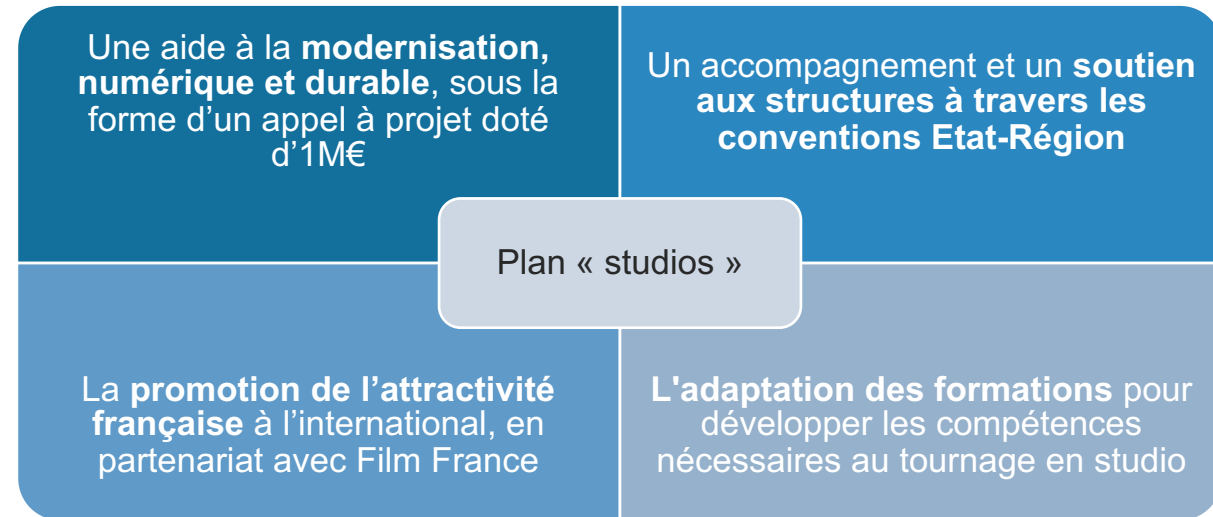 Une aide à la modernisation,
numérique et durable, sous la
forme d’un appel à projet doté
d’1M€
Un accompagnement et un soutien
aux structures à travers les
conventions Etat-Région
Plan « studios »
La promotion de l’attractivité
française à l’international, en
partenariat avec Film France
L'adaptation des formations pour
développer les compétences
nécessaires au tournage en studio